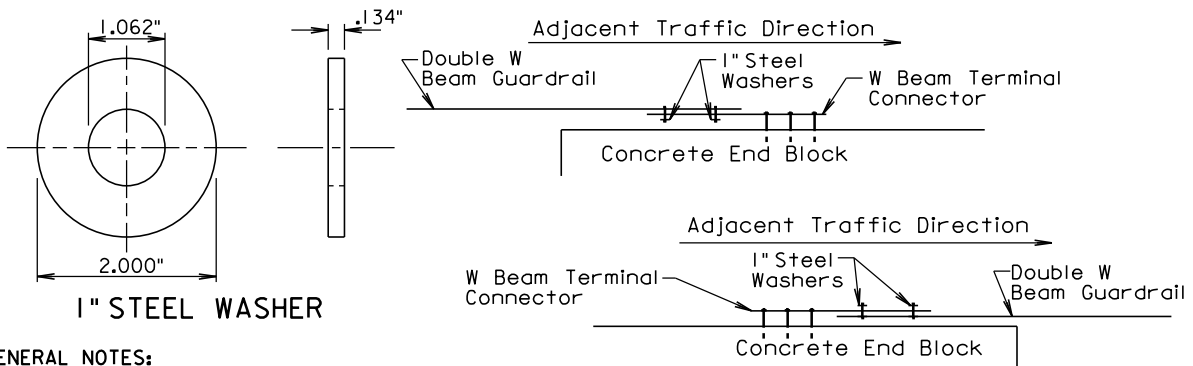 1.062"
.134"
2.000"
1" STEEL WASHER
Adjacent Traffic Direction
Double W
Beam Guardrail
1" Steel
Washers
W Beam Terminal
Connector
Concrete End Block
Adjacent Traffic Direction
W Beam Terminal
Connector
1" Steel
Washers
Double W
Beam Guardrail
Concrete End Block
ENERAL NOTES: